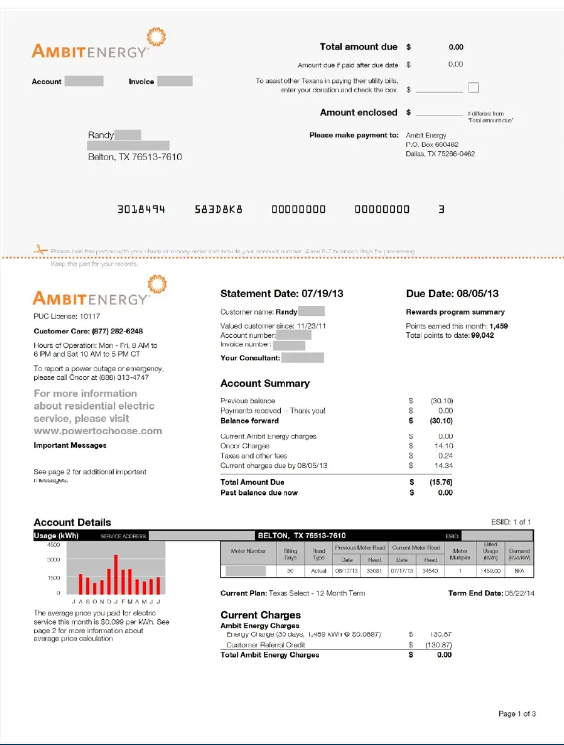 AMBITENERGY
Total amount due $ 0.00
Amount due if paid after due date $ 0.00
Account Invoice
To assist other Texans in paying their utility bills,
enter your donation and check the box. $
Amount enclosed $
If different from
"Total amount due"
Please make payment to: Ambit Energy
P.O. Box 660462
Dallas, TX 75266-0462
Randy
Belton, TX 76513-7610
3018494 583D8K8 00000000 00000000 3
Please mail this portion with your check or money order and include your account number. Allow 5-7 business days for processing.
Keep this part for your records.
AMBITENERGY
PUC License: 10117
Customer Care: (877) 282-6248
Hours of Operation: Mon - Fri, 8 AM to
6 PM and Sat 10 AM to 5 PM CT
To report a power outage or emergency,
please call Oncor at (888) 313-4747
For more information
about residential electric
service, please visit
www.powertochoose.com
Important Messages
See page 2 for additional important
messages.
Statement Date: 07/19/13
Customer name: Randy
Valued customer since: 11/23/11
Account number:
Invoice number:
Your Consultant:
Due Date: 08/05/13
Rewards program summary
Points earned this month: 1,459
Total points to date: 99,042
Account Summary
Previous balance $ (30.10)
Payments received -- Thank you! $ 0.00
Balance forward $ (30.10)
Current Ambit Energy charges $ 0.00
Oncor Charges $ 14.10
Taxes and other fees $ 0.24
Current charges due by 08/05/13 $ 14.34
Total Amount Due $ (15.76)
Past balance due now $ 0.00
Account Details
ESIID: 1 of 1
Usage (kWh) SERVICE ADDRESS: BELTON, TX 76513-7610 ESIID:
4500
3000
1500
0
J A S O N D J F M A M J J
The average price you paid for electric
service this month is $0.099 per kWh. See
page 2 for more information about
average price calculation
Meter Number Billing Days Read Type Previous Meter Read Current Meter Read Meter Multiplier Billed Usage (kWh) Demand (kW/kW)
Date Read Date Read
30 Actual 06/17/13 33081 07/17/13 34540 1 1459.00 N/A
Current Plan: Texas Select - 12 Month Term
Term End Date: 05/22/14
Current Charges
Ambit Energy Charges
Energy Charge (30 days, 1,459 kWh @ $0.0897) $ 130.87
Customer Referral Credit $ (130.87)
Total Ambit Energy Charges $ 0.00
Page 1 of 3